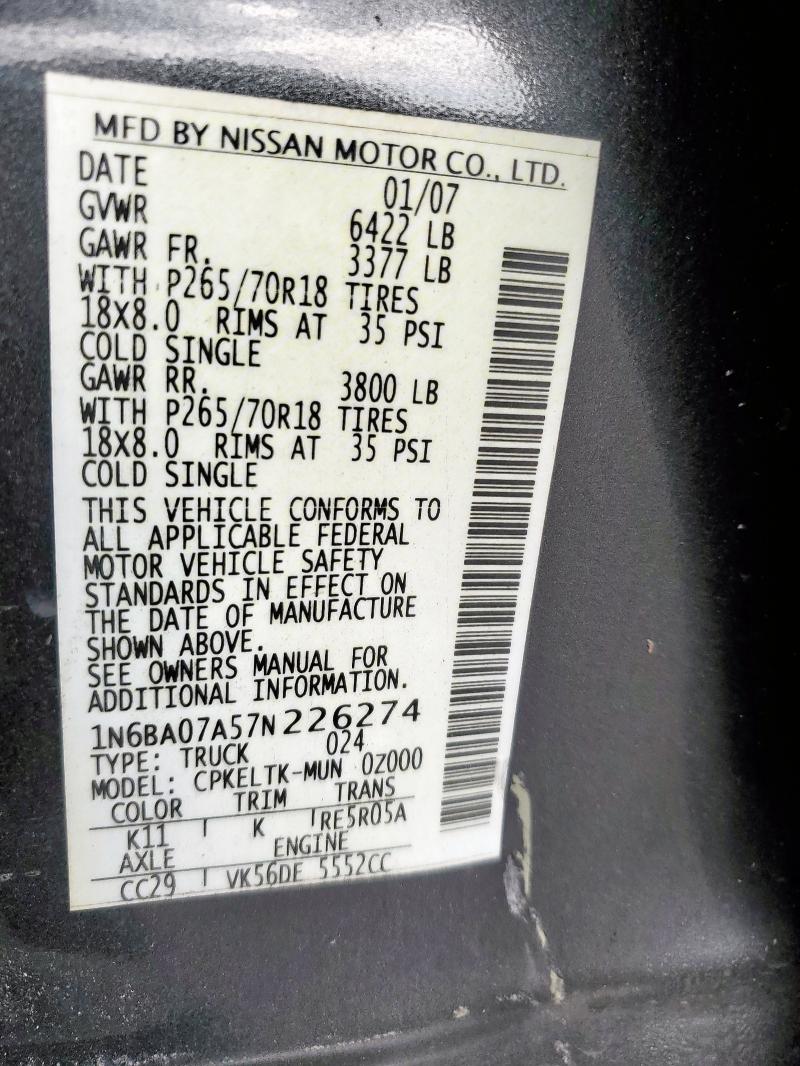 MFD BY NISSAN MOTOR CO., LTD.
DATE 01/07
GVWR 6422 LB
GAWR FR. 3377 LB
WITH P265/70R18 TIRES
18X8.0 RIMS AT 35 PSI
COLD SINGLE
GAWR RR. 3800 LB
WITH P265/70R18 TIRES
18X8.0 RIMS AT 35 PSI
COLD SINGLE
THIS VEHICLE CONFORMS TO
ALL APPLICABLE FEDERAL
MOTOR VEHICLE SAFETY
STANDARDS IN EFFECT ON
THE DATE OF MANUFACTURE
SHOWN ABOVE.
SEE OWNERS MANUAL FOR
ADDITIONAL INFORMATION.
1N6BA07A57N226274
TYPE: TRUCK 024
MODEL: CPKELTK-MUN 0Z000
COLOR TRIM TRANS
K11 K RE5R05A
AXLE ENGINE
CC29 VK56DE 5552CC